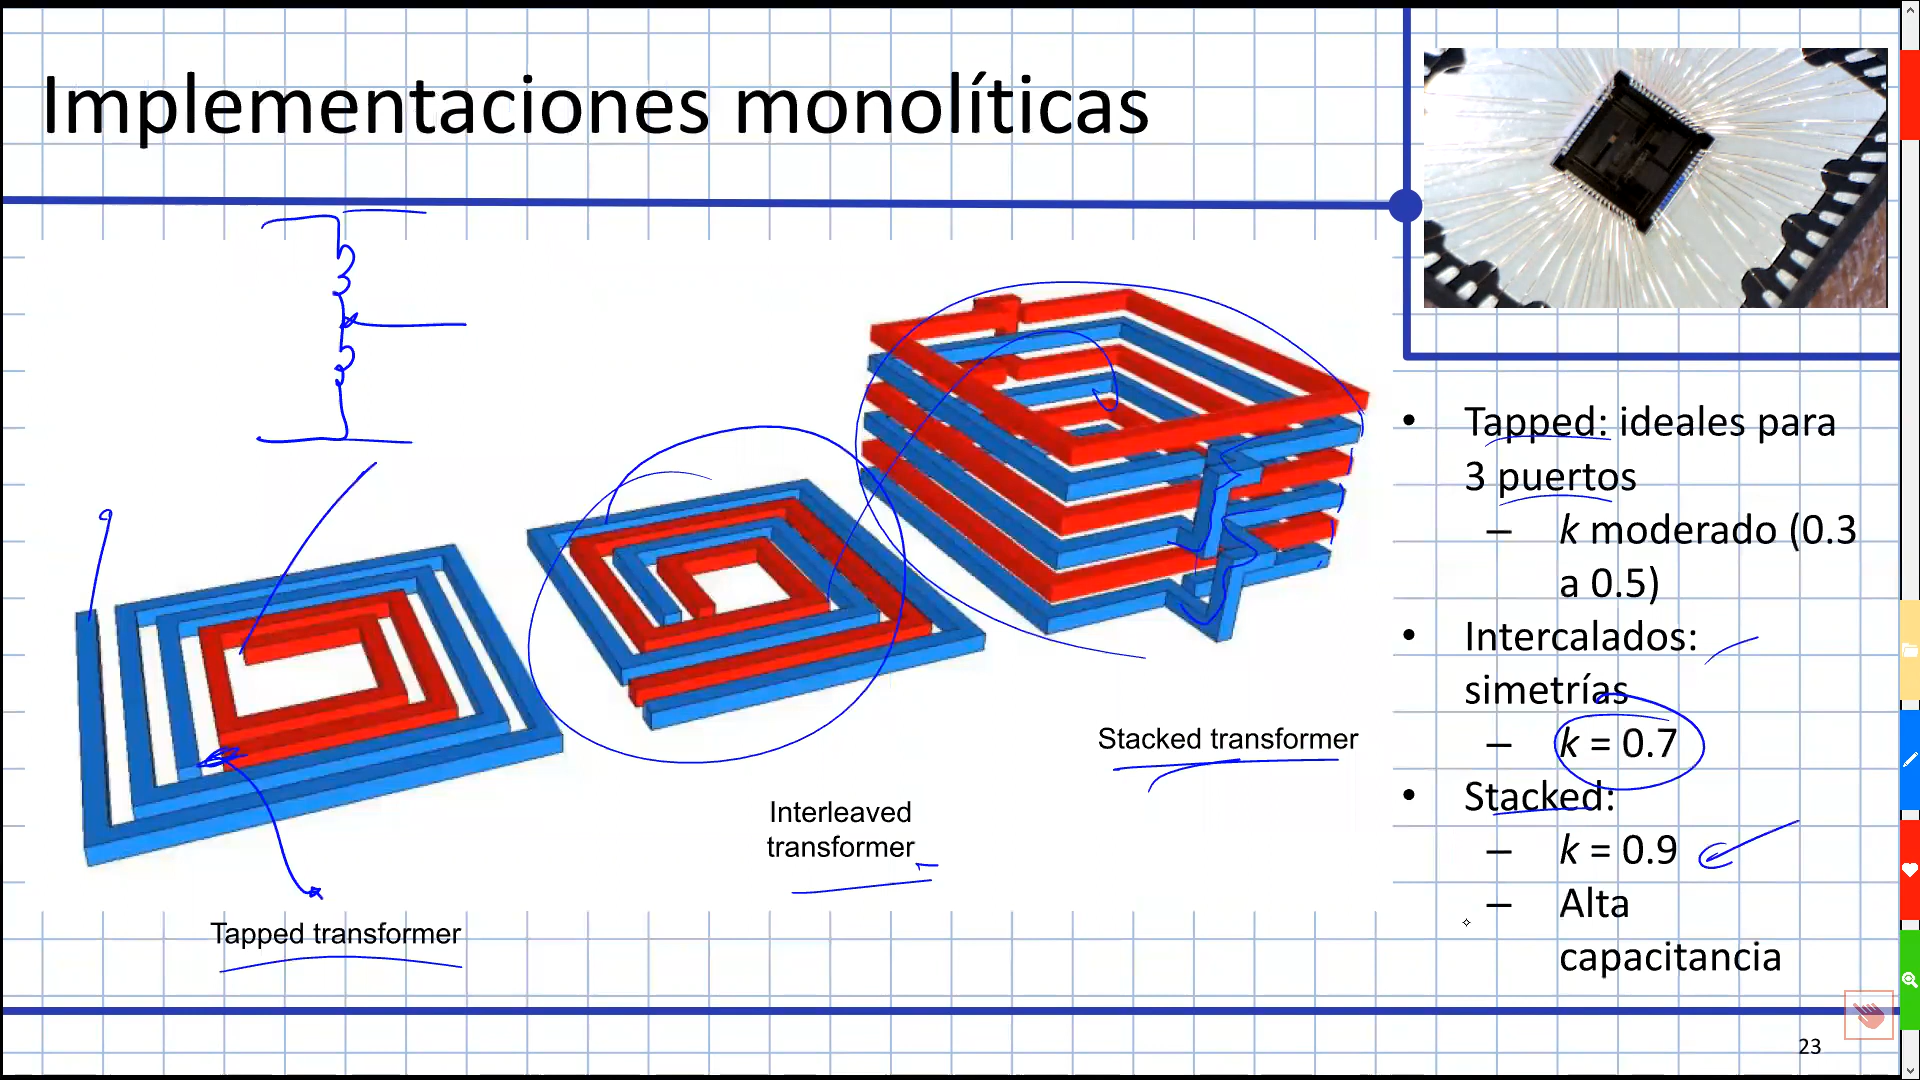 Implementaciones monolíticas
Tapped transformer
Interleaved
transformer
Stacked transformer
• Tapped: ideales para
3 puertos
– k moderado (0.3
a 0.5)
• Intercalados:
simetrías
– k = 0.7
• Stacked:
– k = 0.9
– Alta
capacitancia
23